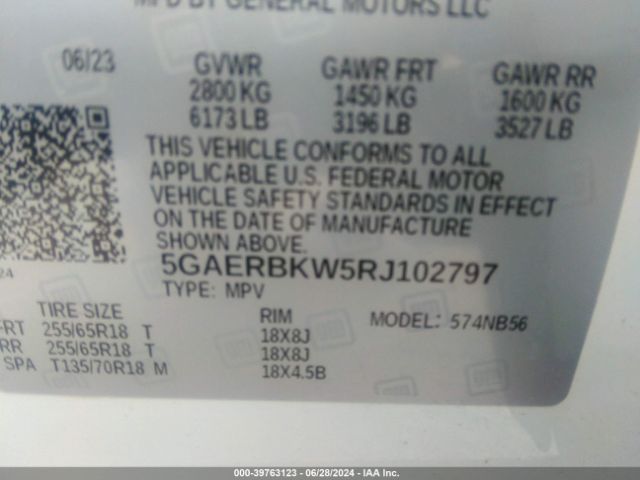 MFD BY GENERAL MOTORS LLC
06/23 GVWR GAWR FRT GAWR RR
2800 KG 1450 KG 1600 KG
6173 LB 3196 LB 3527 LB
THIS VEHICLE CONFORMS TO ALL
APPLICABLE U.S. FEDERAL MOTOR
VEHICLE SAFETY STANDARDS IN EFFECT
ON THE DATE OF MANUFACTURE
SHOWN ABOVE.
5GAERBKW5RJ102797
24
TYPE: MPV
TIRE SIZE RIM MODEL: 574NB56
FRT 255/65R18 T 18X8J
RR 255/65R18 T 18X8J
SPA T135/70R18 M 18X4.5B
000-39763123 | 06/28/2024 - IAA Inc.